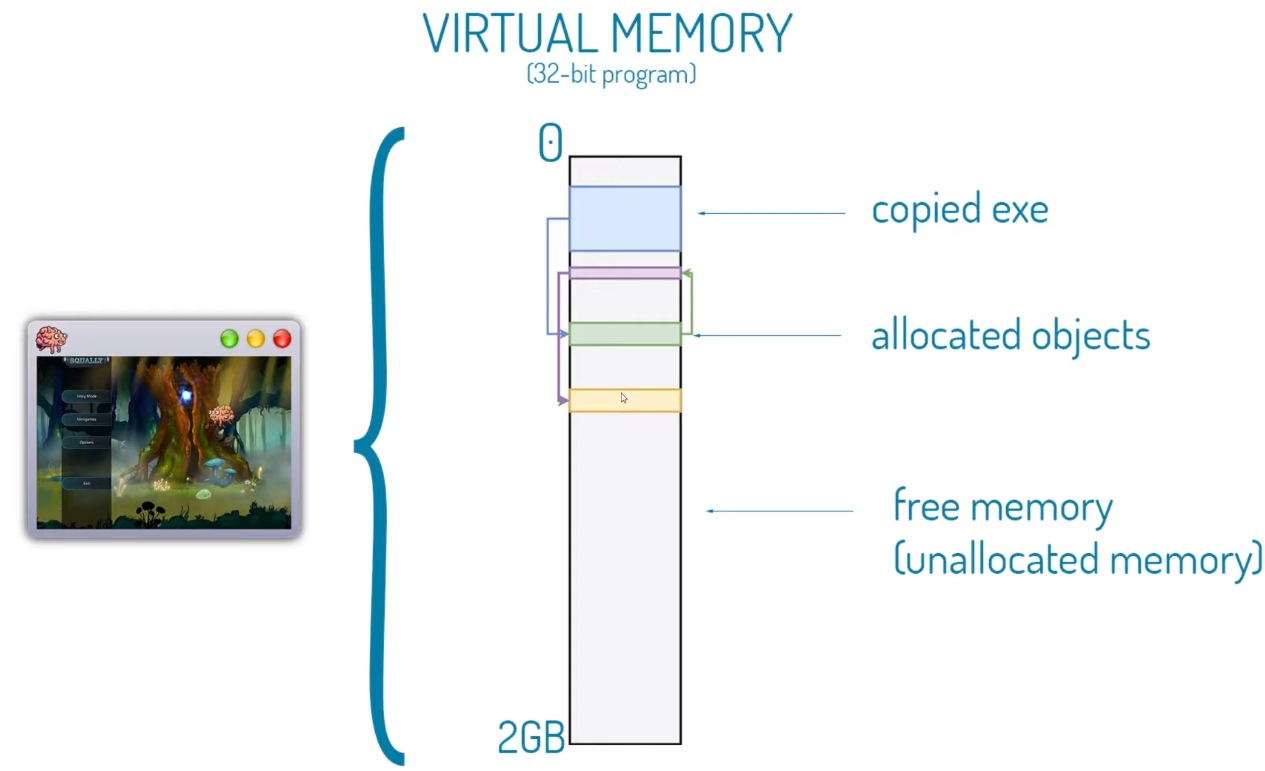 VIRTUAL MEMORY
(32-bit program)
0
copied exe
SQUALLY
Story Mode
Minigames
Options
Exit
allocated objects
free memory
(unallocated memory)
2GB